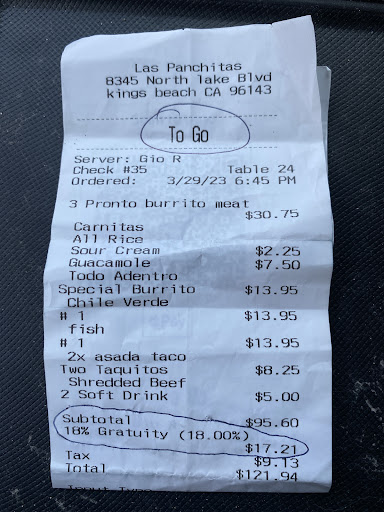 Las Panchitas
8345 North lake Blvd
kings beach CA 96143
To Go
Server: Gio R
Check #35 Table 24
Ordered: 3/29/23 6:45 PM
3 Pronto burrito meat
$30.75
Carnitas
All Rice
Sour Cream $2.25
Guacamole $7.50
Todo Adentro
Special Burrito $13.95
Chile Verde
# 1 $13.95
fish
# 1 $13.95
2x asada taco
Two Taquitos $8.25
Shredded Beef
2 Soft Drink $5.00
Subtotal $95.60
18% Gratuity (18.00%)
$17.21
Tax $9.13
Total $121.94
Input Type